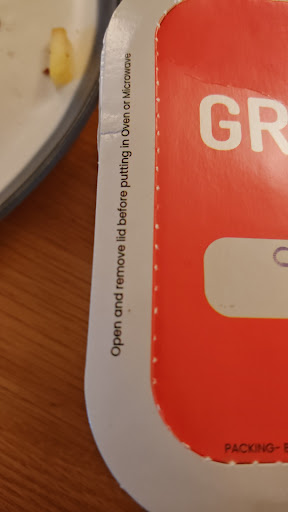 Open and remove lid before putting in Oven or Microwave
GR
PACKING-